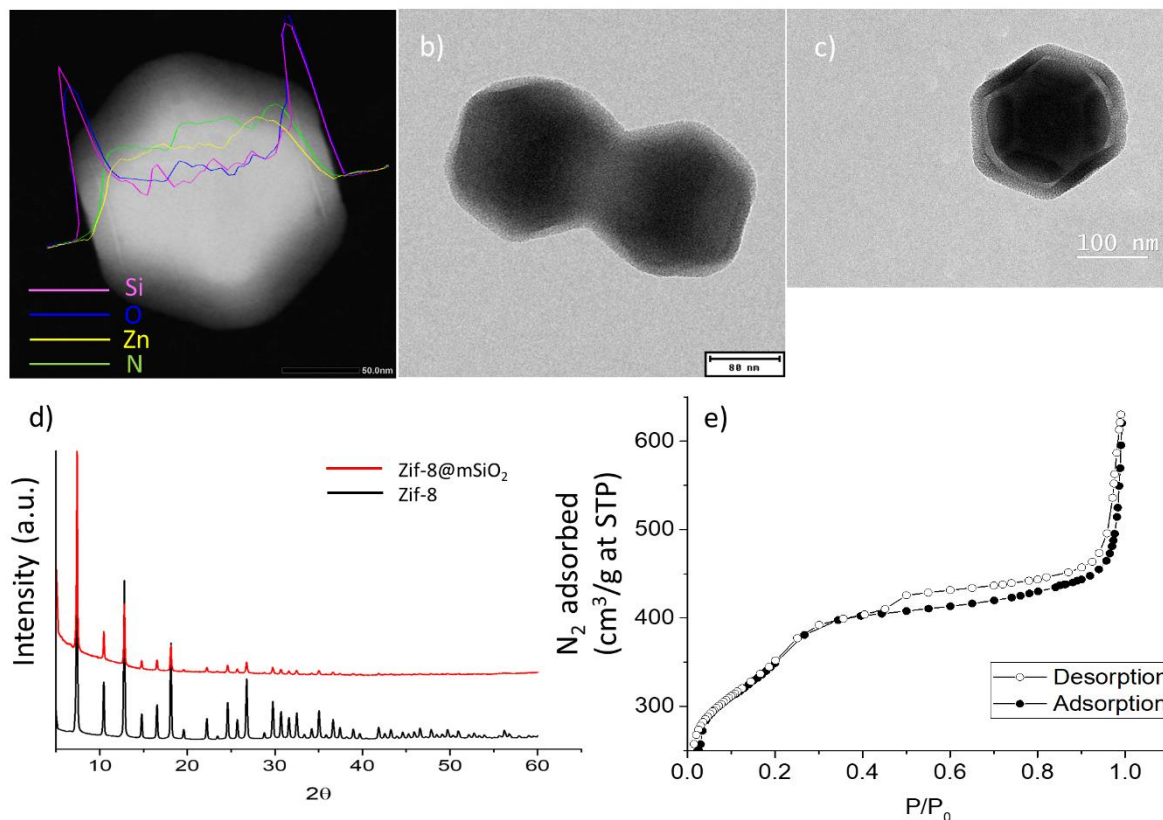 Si
O
Zn
N
50.0nm
b)
80 nm
c)
100 nm
d)
Intensity (a.u.)
Zif-8@mSiO₂
Zif-8
10 20 30 40 50 60
2θ
e)
N₂ adsorbed
(cm³/g at STP)
600
500
400
300
Desorption
Adsorption
0.0 0.2 0.4 0.6 0.8 1.0
P/P₀